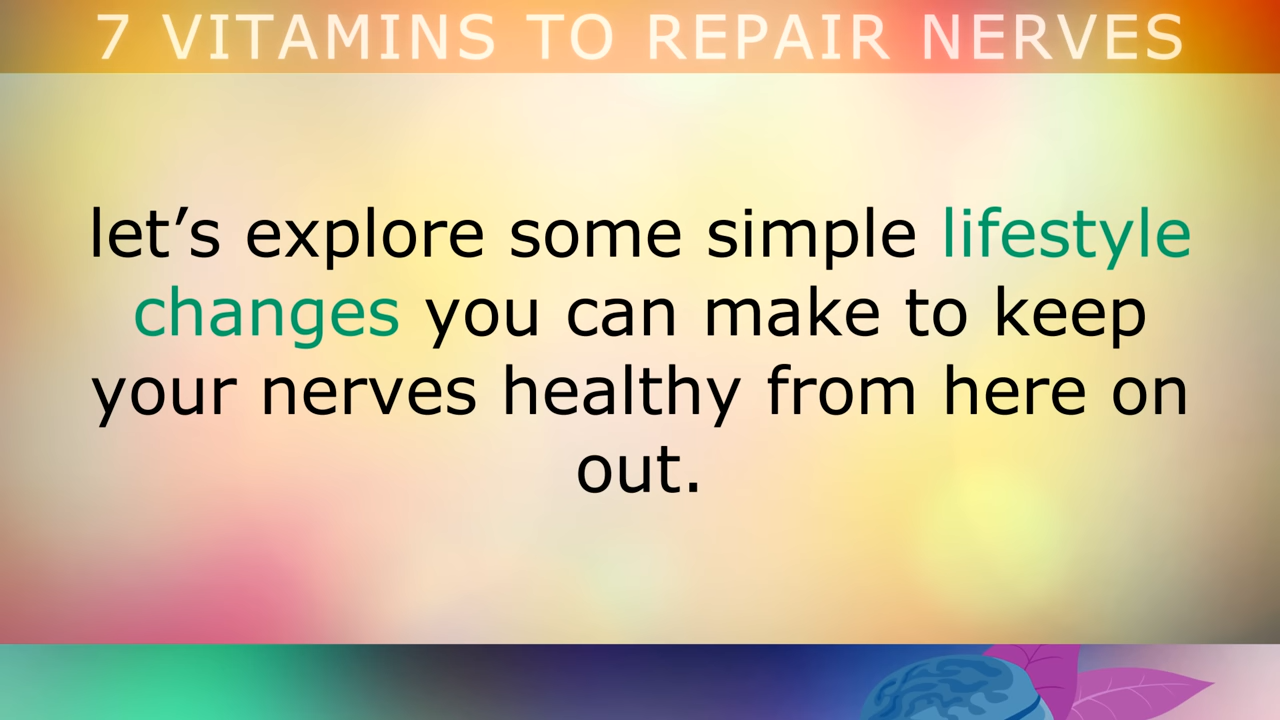 7 VITAMINS TO REPAIR NERVES
let’s explore some simple lifestyle
changes you can make to keep
your nerves healthy from here on
out.